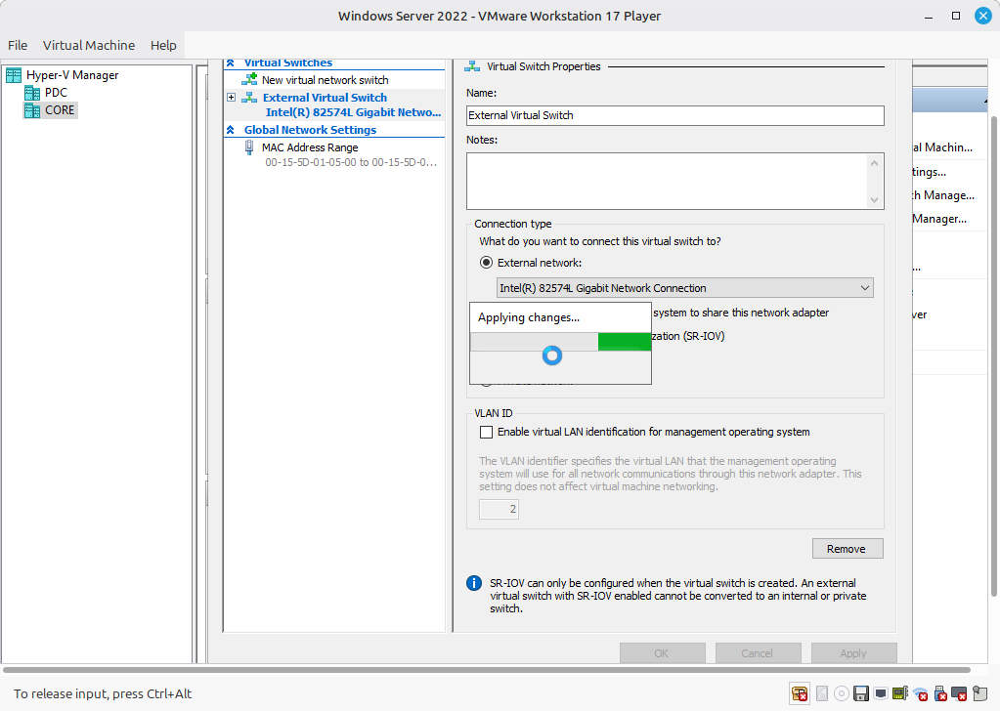 Windows Server 2022 - VMware Workstation 17 Player
File Virtual Machine Help
Hyper-V Manager
PDC
CORE
Virtual Switches
New virtual network switch
External Virtual Switch
Intel(R) 82574L Gigabit Netwo...
Global Network Settings
MAC Address Range
00-15-5D-01-05-00 to 00-15-5D-0...
Virtual Switch Properties
Name:
External Virtual Switch
Notes:
Connection type
What do you want to connect this virtual switch to?
External network:
Intel(R) 82574L Gigabit Network Connection
system to share this network adapter
Applying changes...
zation (SR-IOV)
VLAN ID
Enable virtual LAN identification for management operating system
The VLAN identifier specifies the virtual LAN that the management operating
system will use for all network communications through this network adapter. This
setting does not affect virtual machine networking.
2
Remove
SR-IOV can only be configured when the virtual switch is created. An external
virtual switch with SR-IOV enabled cannot be converted to an internal or private
switch.
OK Cancel Apply
al Machin...
tings...
h Manage...
Manager...
...
ver
To release input, press Ctrl+Alt